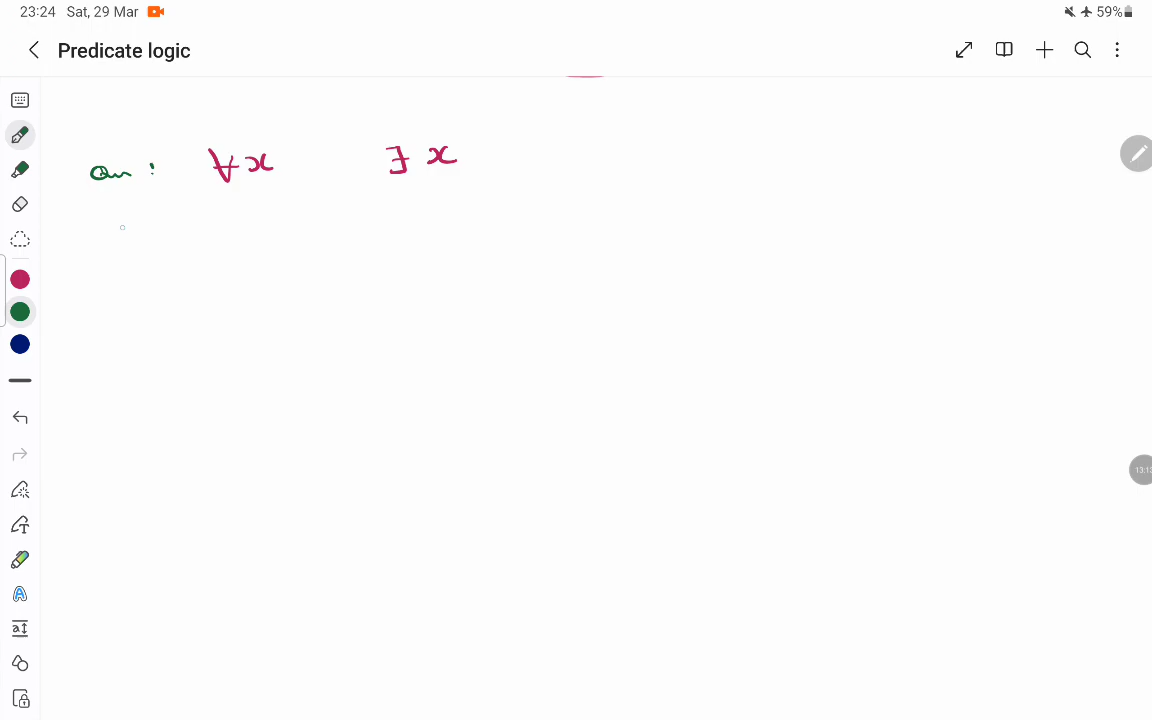 23:24 Sat, 29 Mar 59%
Predicate logic
Qn : ∀x ∃ x